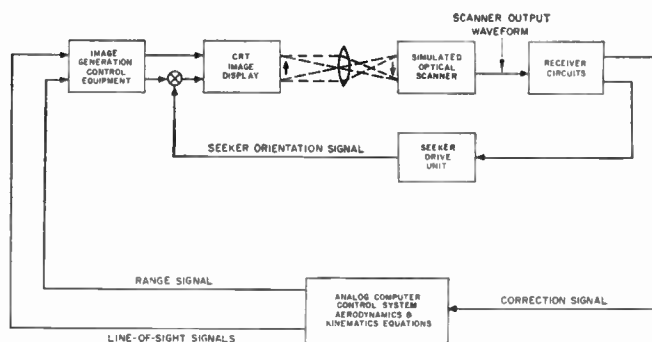 SCANNER OUTPUT
WAVEFORM
IMAGE
GENERATION
CONTROL
EQUIPMENT
CRT
IMAGE
DISPLAY
SIMULATED
OPTICAL
SCANNER
RECEIVER
CIRCUITS
SEEKER ORIENTATION SIGNAL
SEEKER
DRIVE
UNIT
RANGE SIGNAL
ANALOG COMPUTER
CONTROL SYSTEM
AERODYNAMICS &
KINEMATICS EQUATIONS
CORRECTION SIGNAL
LINE-OF-SIGHT SIGNALS